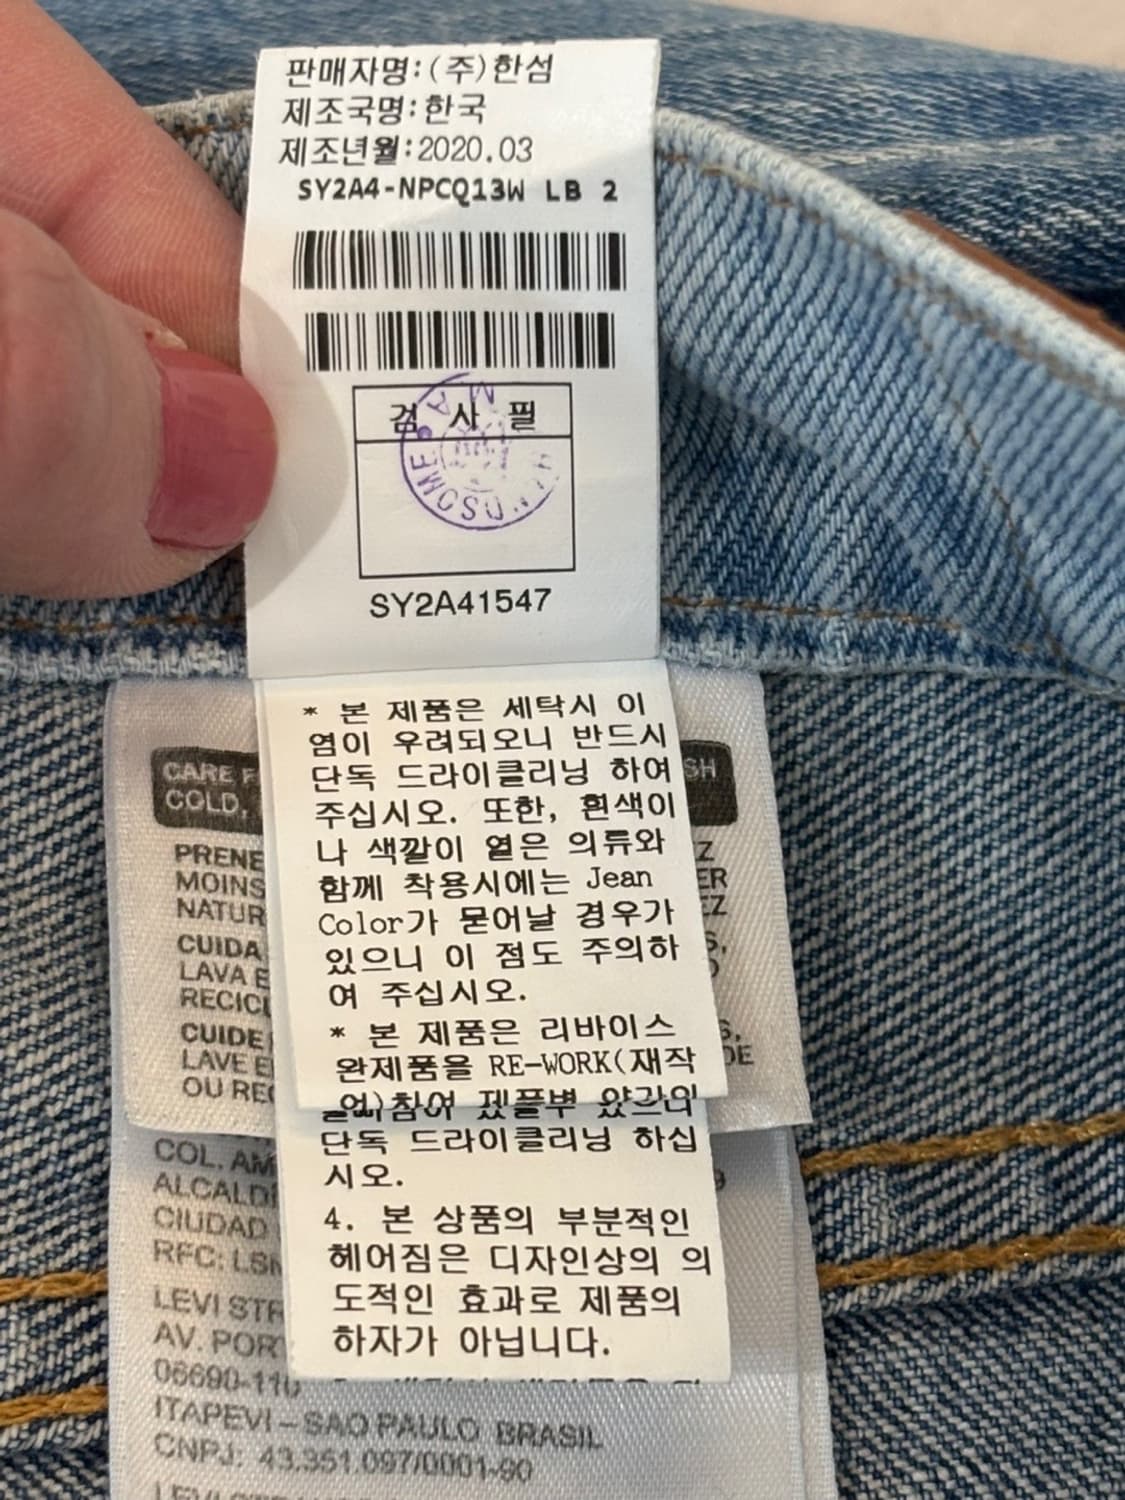 판매자명:(주)한섬
제조국명:한국
제조년월:2020.03
SY2A4-NPCQ13W LB 2
검 사 필
SY2A41547
* 본 제품은 세탁시 이
염이 우려되오니 반드시
단독 드라이클리닝 하여
주십시오. 또한, 흰색이
나 색깔이 옅은 의류와
함께 착용시에는 Jean
Color가 묻어날 경우가
있으니 이 점도 주의하
여 주십시오.
* 본 제품은 리바이스
완제품을 RE-WORK(재작
단독 드라이클리닝 하십
시오.
4. 본 상품의 부분적인
헤어짐은 디자인상의 의
도적인 효과로 제품의
하자가 아닙니다.
CARE
COLD,
PRENE
MOINS
NATUR
CUIDA
LAVA E
RECICL
CUIDE
LAVE E
OU REC
COL. AM
ALCALD
CIUDAD
RFC: LSN
LEVI STR
AV. POR
06690-110
ITAPEVI – SAO PAULO BRASIL
CNPJ: 43.351.097/0001-90